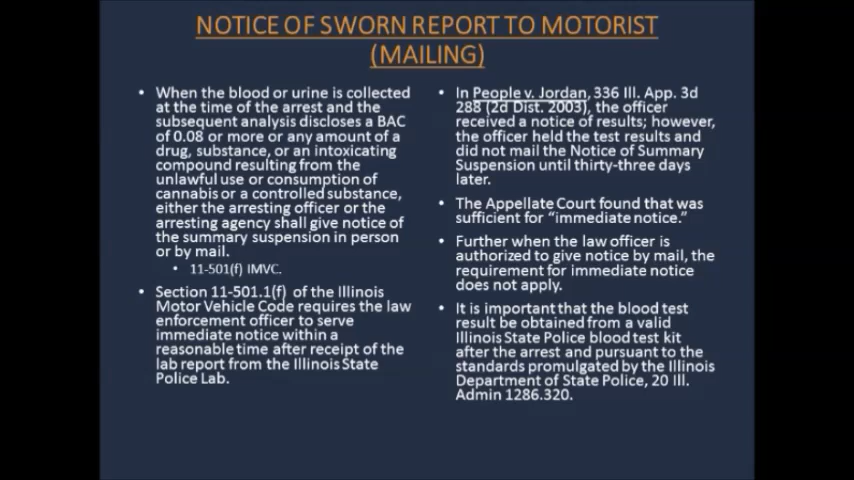 NOTICE OF SWORN REPORT TO MOTORIST
(MAILING)
• When the blood or urine is collected
at the time of the arrest and the
subsequent analysis discloses a BAC
of 0.08 or more or any amount of a
drug, substance, or an intoxicating
compound resulting from the
unlawful use or consumption of
cannabis or a controlled substance,
either the arresting officer or the
arresting agency shall give notice of
the summary suspension in person
or by mail.
• 11-501(f) IMVC.
• Section 11-501.1(f) of the Illinois
Motor Vehicle Code requires the law
enforcement officer to serve
immediate notice within a
reasonable time after receipt of the
lab report from the Illinois State
Police Lab.
• In People v. Jordan, 336 Ill. App. 3d
288 (2d Dist. 2003), the officer
received a notice of results; however,
the officer held the test results and
did not mail the Notice of Summary
Suspension until thirty-three days
later.
• The Appellate Court found that was
sufficient for “immediate notice.”
• Further when the law officer is
authorized to give notice by mail, the
requirement for immediate notice
does not apply.
• It is important that the blood test
result be obtained from a valid
Illinois State Police blood test kit
after the arrest and pursuant to the
standards promulgated by the Illinois
Department of State Police, 20 Ill.
Admin 1286.320.